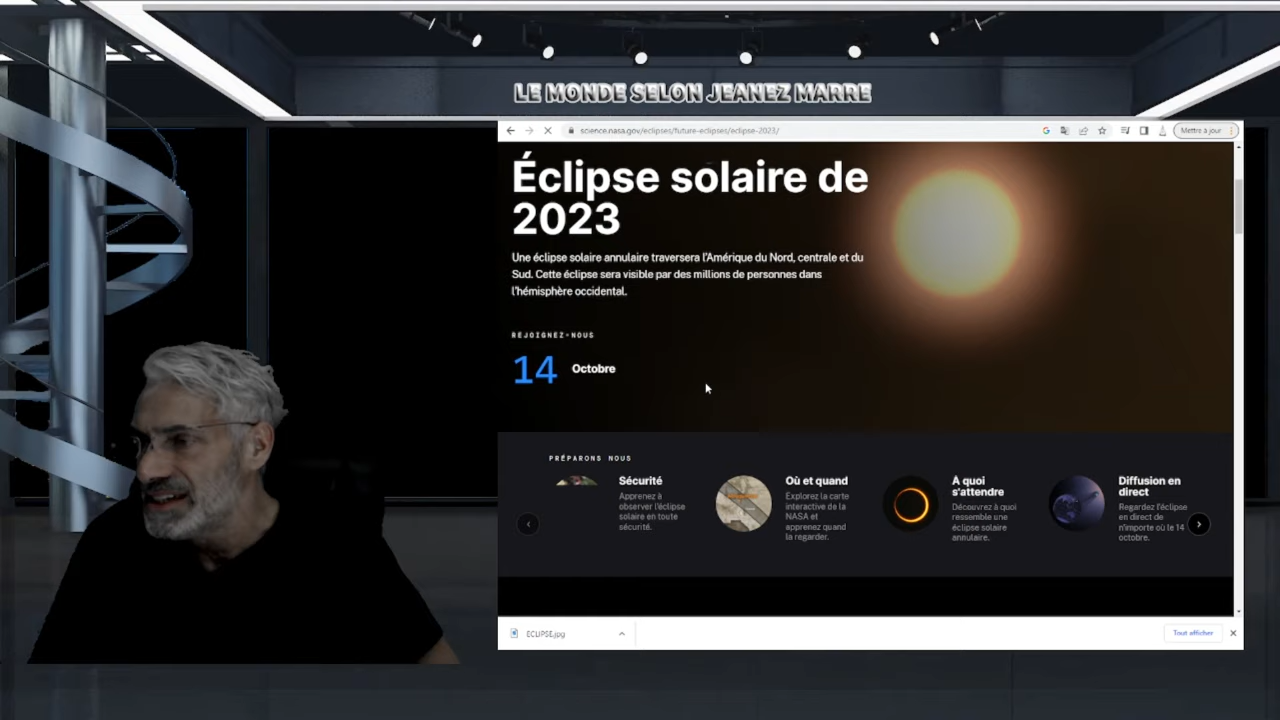 LE MONDE SELON JEANEZ MARRE
science.nasa.gov/eclipses/future-eclipses/eclipse-2023/
Mettre à jour
Éclipse solaire de
2023
Une éclipse solaire annulaire traversera l'Amérique du Nord, centrale et du
Sud. Cette éclipse sera visible par des millions de personnes dans
l'hémisphère occidental.
REJOIGNEZ-NOUS
14 Octobre
PRÉPARONS NOUS
Sécurité
Apprenez à
observer l'éclipse
solaire en toute
sécurité.
Où et quand
Explorez la carte
interactive de la
NASA et
apprenez quand
la regarder.
À quoi
s'attendre
Découvrez à quoi
ressemble une
éclipse solaire
annulaire.
Diffusion en
direct
Regardez l'éclipse
en direct de
n'importe où le 14
octobre.
ECLIPSE.jpg
Tout afficher